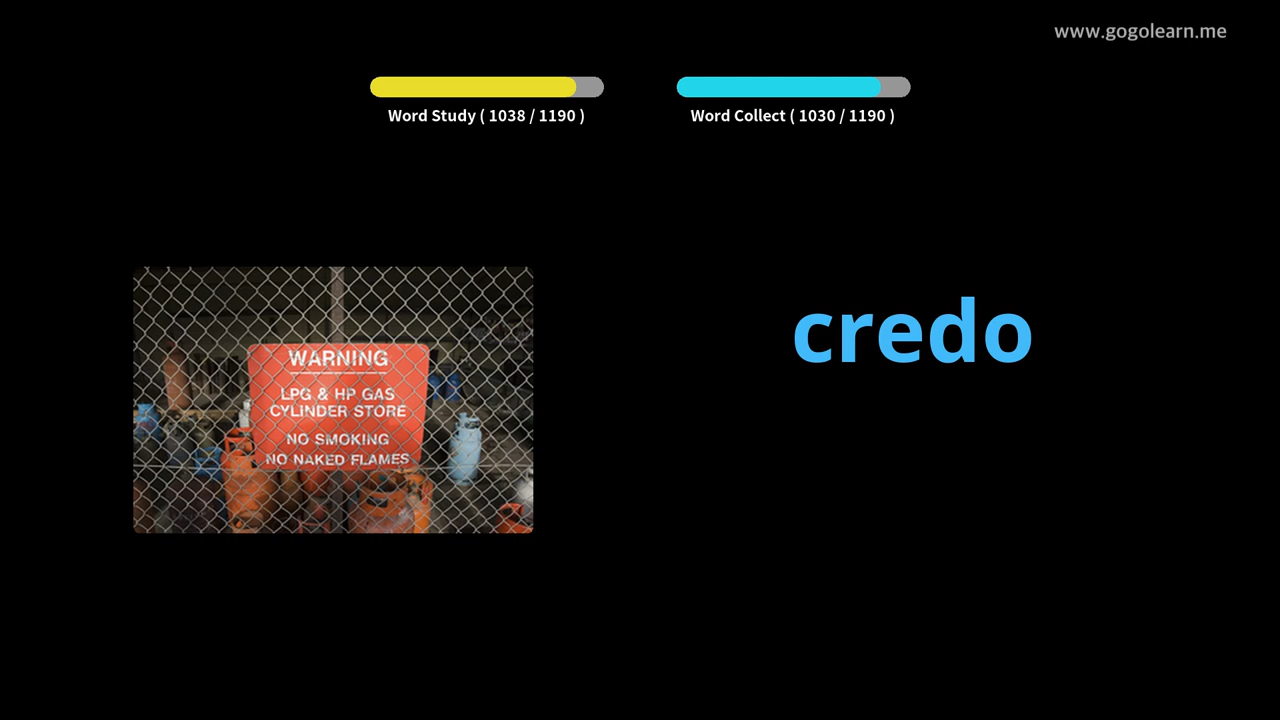 www.gogolearn.me
Word Study ( 1038 / 1190 )
Word Collect ( 1030 / 1190 )
WARNING
LPG & HP GAS
CYLINDER STORE
NO SMOKING
NO NAKED FLAMES
credo